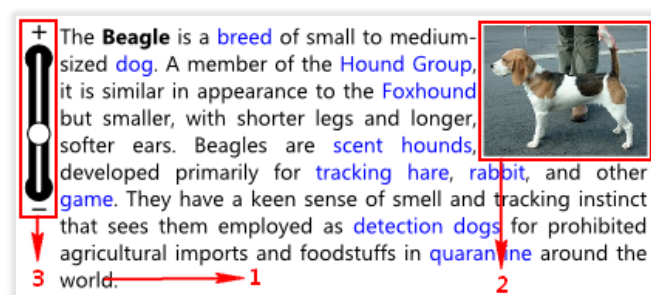 +
The Beagle is a breed of small to medium-
sized dog. A member of the Hound Group,
it is similar in appearance to the Foxhound
but smaller, with shorter legs and longer,
softer ears. Beagles are scent hounds,
developed primarily for tracking hare, rabbit, and other
game. They have a keen sense of smell and tracking instinct
that sees them employed as detection dogs for prohibited
agricultural imports and foodstuffs in quarantine around the
world.
−
1
2
3